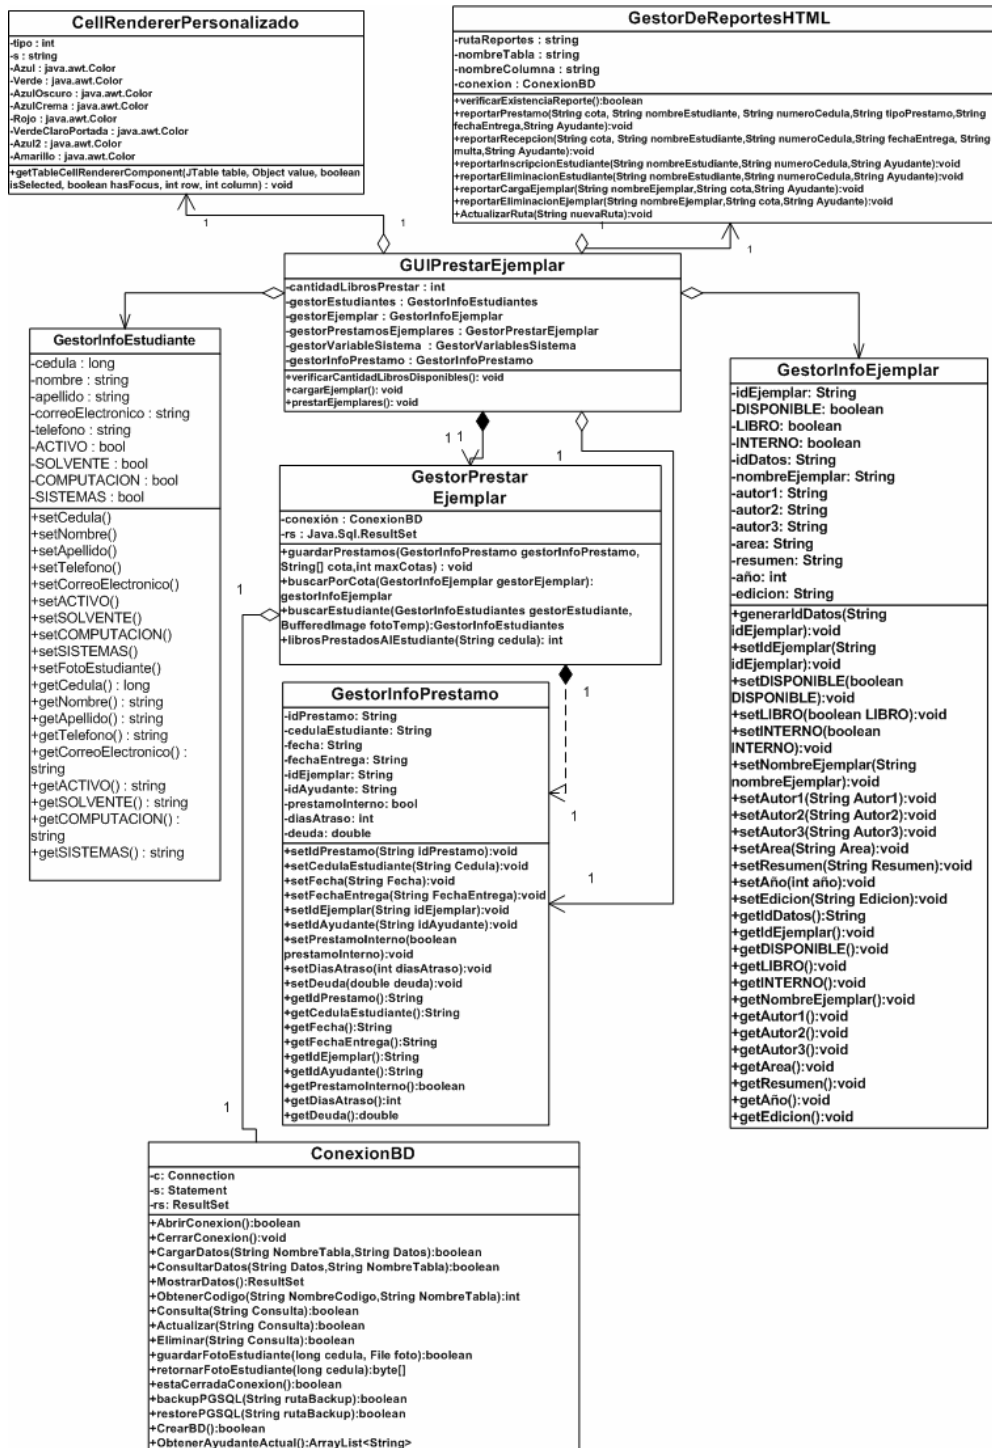 CellRendererPersonalizado
-tipo : int
-s : string
-Azul : java.awt.Color
-Verde : java.awt.Color
-AzulOscuro : java.awt.Color
-AzulCrema : java.awt.Color
-Rojo : java.awt.Color
-VerdeClaroPortada : java.awt.Color
-Azul2 : java.awt.Color
-Amarillo : java.awt.Color
+getTableCellRendererComponent(JTable table, Object value, boolean
isSelected, boolean hasFocus, int row, int column) : void
GestorDeReportesHTML
-rutaReportes : string
-nombreTabla : string
-nombreColumna : string
-conexion : ConexionBD
+verificarExistenciaReporte():boolean
+reportarPrestamo(String cota, String nombreEstudiante, String numeroCedula,String tipoPrestamo,String
fechaEntrega,String Ayudante):void
+reportarRecepcion(String cota, String nombreEstudiante,String numeroCedula,String fechaEntrega, String
multa,String Ayudante):void
+reportarInscripcionEstudiante(String nombreEstudiante,String numeroCedula,String Ayudante):void
+reportarEliminacionEstudiante(String nombreEstudiante,String numeroCedula,String Ayudante):void
+reportarCargaEjemplar(String nombreEjemplar,String cota,String Ayudante):void
+reportarEliminacionEjemplar(String nombreEjemplar,String cota,String Ayudante):void
+ActualizarRuta(String nuevaRuta):void
1
1
1
1
GUIPrestarEjemplar
-cantidadLibrosPrestar : int
-gestorEstudiantes : GestorInfoEstudiantes
-gestorEjemplar : GestorInfoEjemplar
-gestorPrestamosEjemplares : GestorPrestarEjemplar
-gestorVariableSistema : GestorVariablesSistema
-gestorInfoPrestamo : GestorInfoPrestamo
+verificarCantidadLibrosDisponibles(): void
+cargarEjemplar(): void
+prestarEjemplares(): void
GestorInfoEstudiante
-cedula : long
-nombre : string
-apellido : string
-correoElectronico : string
-telefono : string
-ACTIVO : bool
-SOLVENTE : bool
-COMPUTACION : bool
-SISTEMAS : bool
+setCedula()
+setNombre()
+setApellido()
+setTelefono()
+setCorreoElectronico()
+setACTIVO()
+setSOLVENTE()
+setCOMPUTACION()
+setSISTEMAS()
+setFotoEstudiante()
+getCedula() : long
+getNombre() : string
+getApellido() : string
+getTelefono() : string
+getCorreoElectronico() :
string
+getACTIVO() : string
+getSOLVENTE() : string
+getCOMPUTACION() :
string
+getSISTEMAS() : string
GestorInfoEjemplar
-idEjemplar: String
-DISPONIBLE: boolean
-LIBRO: boolean
-INTERNO: boolean
-idDatos: String
-nombreEjemplar: String
-autor1: String
-autor2: String
-autor3: String
-area: String
-resumen: String
-año: int
-edicion: String
+generarIdDatos(String
idEjemplar):void
+setIdEjemplar(String
idEjemplar):void
+setDISPONIBLE(boolean
DISPONIBLE):void
+setLIBRO(boolean LIBRO):void
+setINTERNO(boolean
INTERNO):void
+setNombreEjemplar(String
nombreEjemplar):void
+setAutor1(String Autor1):void
+setAutor2(String Autor2):void
+setAutor3(String Autor3):void
+setArea(String Area):void
+setResumen(String Resumen):void
+setAño(int año):void
+setEdicion(String Edicion):void
+getIdDatos():String
+getIdEjemplar():void
+getDISPONIBLE():void
+getLIBRO():void
+getINTERNO():void
+getNombreEjemplar():void
+getAutor1():void
+getAutor2():void
+getAutor3():void
+getArea():void
+getResumen():void
+getAño():void
+getEdicion():void
1 1
1
GestorPrestar
Ejemplar
-conexión : ConexionBD
-rs : Java.Sql.ResultSet
+guardarPrestamos(GestorInfoPrestamo gestorInfoPrestamo,
String[] cota,int maxCotas) : void
+buscarPorCota(GestorInfoEjemplar gestorEjemplar):
gestorInfoEjemplar
+buscarEstudiante(GestorInfoEstudiantes gestorEstudiante,
BufferedImage fotoTemp):GestorInfoEstudiantes
+librosPrestadosAlEstudiante(String cedula): int
1
1
1
1
1
GestorInfoPrestamo
-idPrestamo: String
-cedulaEstudiante: String
-fecha: String
-fechaEntrega: String
-idEjemplar: String
-idAyudante: String
-prestamoInterno: bool
-diasAtraso: int
-deuda: double
+setIdPrestamo(String idPrestamo):void
+setCedulaEstudiante(String Cedula):void
+setFecha(String Fecha):void
+setFechaEntrega(String FechaEntrega):void
+setIdEjemplar(String idEjemplar):void
+setIdAyudante(String idAyudante):void
+setPrestamoInterno(boolean
prestamoInterno):void
+setDiasAtraso(int diasAtraso):void
+setDeuda(double deuda):void
+getIdPrestamo():String
+getCedulaEstudiante():String
+getFecha():String
+getFechaEntrega():String
+getIdEjemplar():String
+getIdAyudante():String
+getPrestamoInterno():boolean
+getDiasAtraso():int
+getDeuda():double
ConexionBD
-c: Connection
-s: Statement
-rs: ResultSet
+AbrirConexion():boolean
+CerrarConexion():void
+CargarDatos(String NombreTabla,String Datos):boolean
+ConsultarDatos(String Datos,String NombreTabla):boolean
+MostrarDatos():ResultSet
+ObtenerCodigo(String NombreCodigo,String NombreTabla):int
+Consulta(String Consulta):boolean
+Actualizar(String Consulta):boolean
+Eliminar(String Consulta):boolean
+guardarFotoEstudiante(long cedula, File foto):boolean
+retornarFotoEstudiante(long cedula):byte[]
+estaCerradaConexion():boolean
+backupPGSQL(String rutaBackup):boolean
+restorePGSQL(String rutaBackup):boolean
+CrearBD():boolean
+ObtenerAyudanteActual():ArrayList<String>